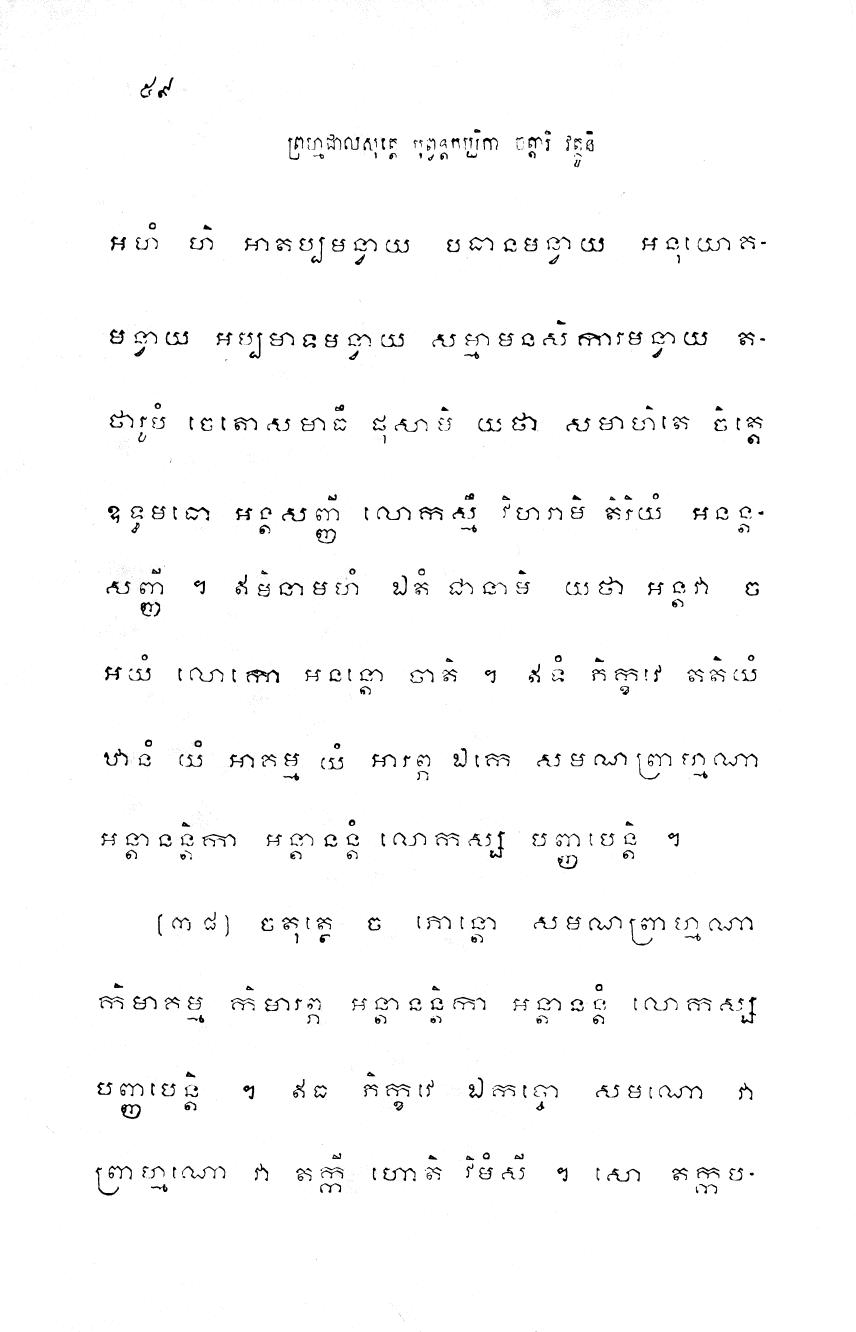 ៥៩
ព្រហ្មជាលសុត្តេ បុព្វន្តកប្បិកា ចត្តារិ វត្ថូនិ
អហំ ហិ អាតប្បមន្វាយ បធានមន្វាយ អនុយោគ-
មន្វាយ អប្បមាទមន្វាយ សម្មាមនសិការមន្វាយ ត-
ថារូបំ ចេតោសមាធឹ ផុសាមិ យថា សមាហិតេ ចិត្តេ
ឧទ្ធមធោ អន្តសញ្ញី លោកស្មឹ វិហរាមិ តិរិយំ អនន្ត-
សញ្ញី ។ ឥមិនាមហំ ឯតំ ជានាមិ យថា អន្តវា ច
អយំ លោកោ អនន្តោ ចាតិ ។ ឥទំ ភិក្ខវេ តតិយំ
ឋានំ យំ អាគម្ម យំ អារព្ភ ឯកេ សមណព្រាហ្មណា
អន្តានន្តិកា អន្តានន្តំ លោកស្ស បញ្ញបេន្តិ ។
[៣៨] ចតុត្ថេ ច ភោន្តោ សមណព្រាហ្មណា
កិមាគម្ម កិមារព្ភ អន្តានន្តិកា អន្តានន្តំ លោកស្ស
បញ្ញបេន្តិ ។ ឥធ ភិក្ខវេ ឯកច្ចោ សមណោ វា
ព្រាហ្មណោ វា តក្កី ហោតិ វិមំសី ។ សោ តក្កប-